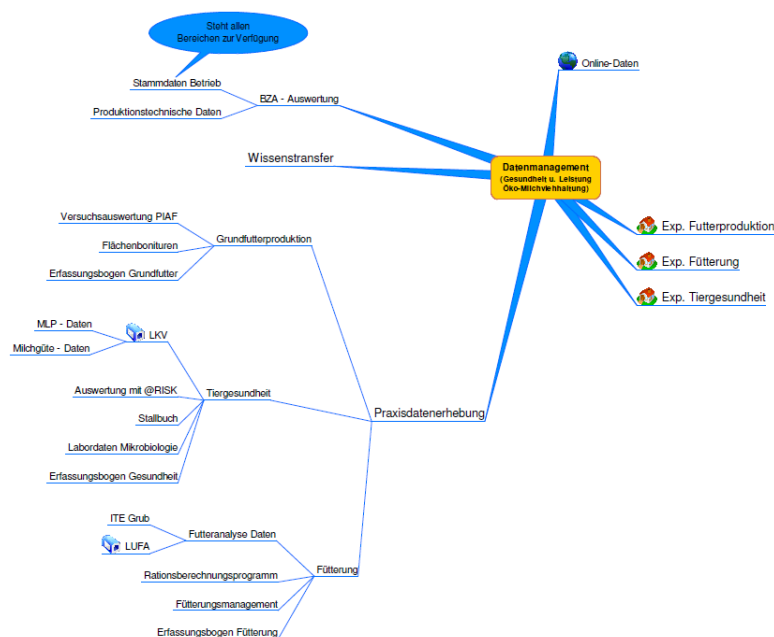 Steht allen
Bereichen zur Verfügung
Stammdaten Betrieb
BZA - Auswertung
Produktionstechnische Daten
Online-Daten
Wissenstransfer
Datenmanagement
(Gesundheit u. Leistung
Öko-Milchviehhaltung)
Exp. Futterproduktion
Exp. Fütterung
Exp. Tiergesundheit
Versuchsauswertung PIAF
Grundfutterproduktion
Flächenbonituren
Erfassungsbogen Grundfutter
MLP - Daten
LKV
Milchgüte - Daten
Auswertung mit @RISK
Tiergesundheit
Stallbuch
Labordaten Mikrobiologie
Erfassungsbogen Gesundheit
Praxisdatenerhebung
ITE Grub
Futteranalyse Daten
LUFA
Rationsberechnungsprogramm
Fütterung
Fütterungsmanagement
Erfassungsbogen Fütterung